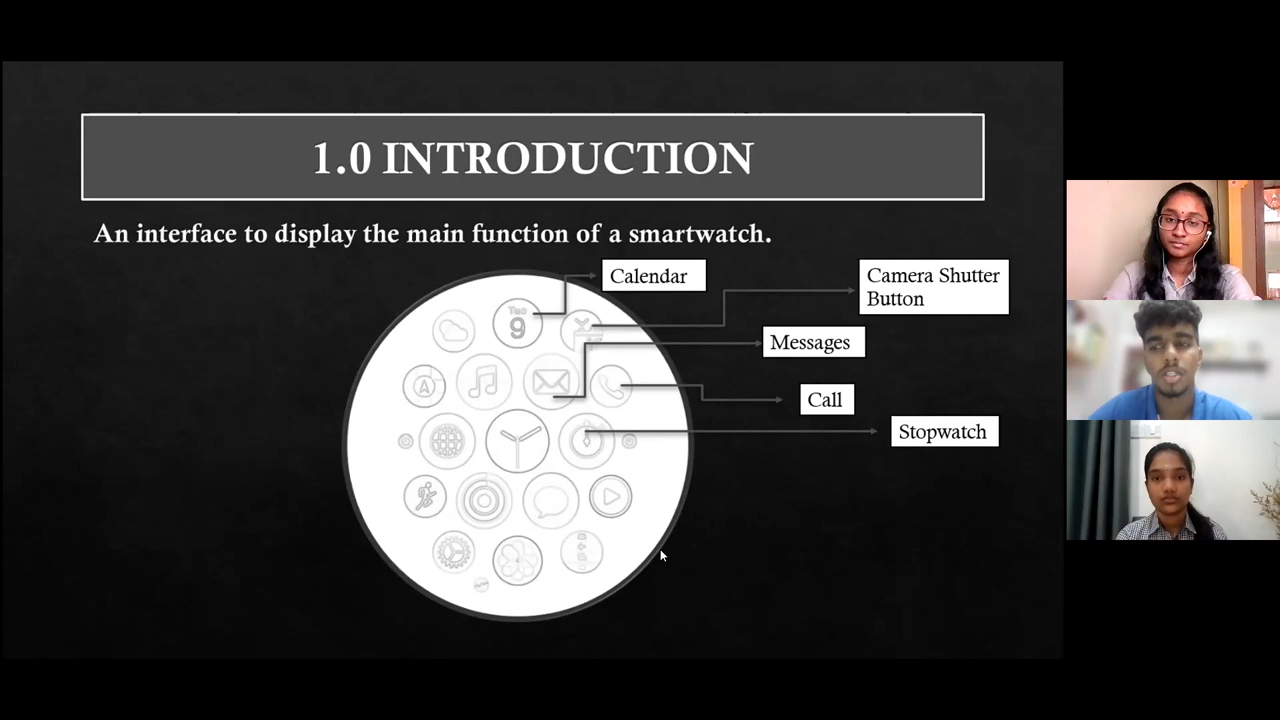 1.0 INTRODUCTION
An interface to display the main function of a smartwatch.
Calendar
Camera Shutter
Button
Tue
9
Messages
Call
Stopwatch